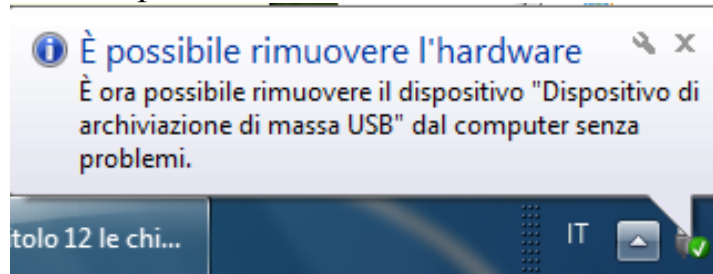 È possibile rimuovere l'hardware
È ora possibile rimuovere il dispositivo "Dispositivo di
archiviazione di massa USB" dal computer senza
problemi.
tolo 12 le chi...
IT